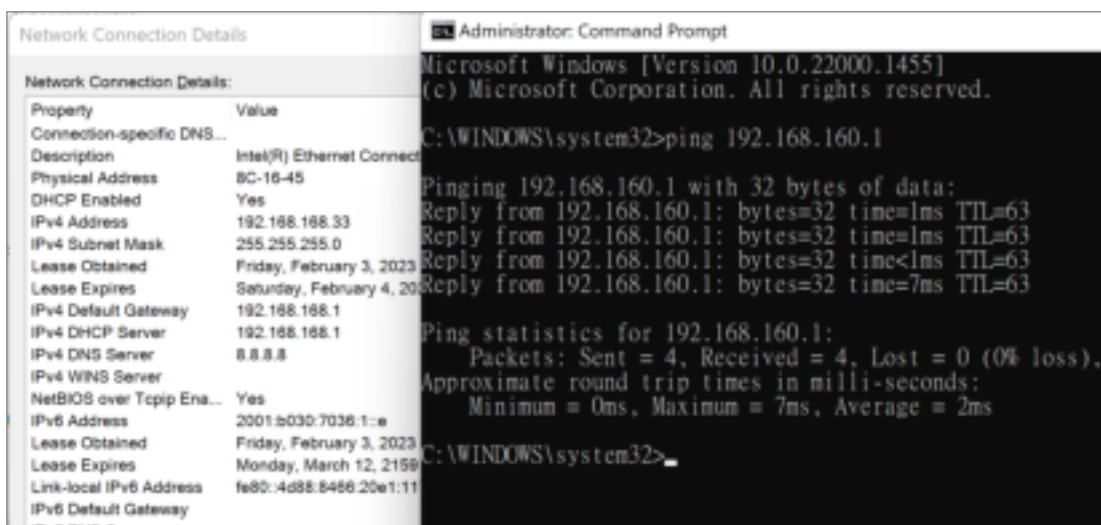 Network Connection Details
Network Connection Details:
Property Value
Connection-specific DNS...
Description Intel(R) Ethernet Connect
Physical Address 8C-16-45
DHCP Enabled Yes
IPv4 Address 192.168.168.33
IPv4 Subnet Mask 255.255.255.0
Lease Obtained Friday, February 3, 2023
Lease Expires Saturday, February 4, 20
IPv4 Default Gateway 192.168.168.1
IPv4 DHCP Server 192.168.168.1
IPv4 DNS Server 8.8.8.8
IPv4 WINS Server
NetBIOS over Tcpip Ena... Yes
IPv6 Address 2001:b030:7036:1::e
Lease Obtained Friday, February 3, 2023
Lease Expires Monday, March 12, 2159
Link-local IPv6 Address fe80::4d88:8466:20e1:11
IPv6 Default Gateway
Administrator: Command Prompt
Microsoft Windows [Version 10.0.22000.1455]
(c) Microsoft Corporation. All rights reserved.
C:\WINDOWS\system32>ping 192.168.160.1
Pinging 192.168.160.1 with 32 bytes of data:
Reply from 192.168.160.1: bytes=32 time=1ms TTL=63
Reply from 192.168.160.1: bytes=32 time=1ms TTL=63
Reply from 192.168.160.1: bytes=32 time<1ms TTL=63
Reply from 192.168.160.1: bytes=32 time=7ms TTL=63
Ping statistics for 192.168.160.1:
Packets: Sent = 4, Received = 4, Lost = 0 (0% loss),
Approximate round trip times in milli-seconds:
Minimum = 0ms, Maximum = 7ms, Average = 2ms
C:\WINDOWS\system32>